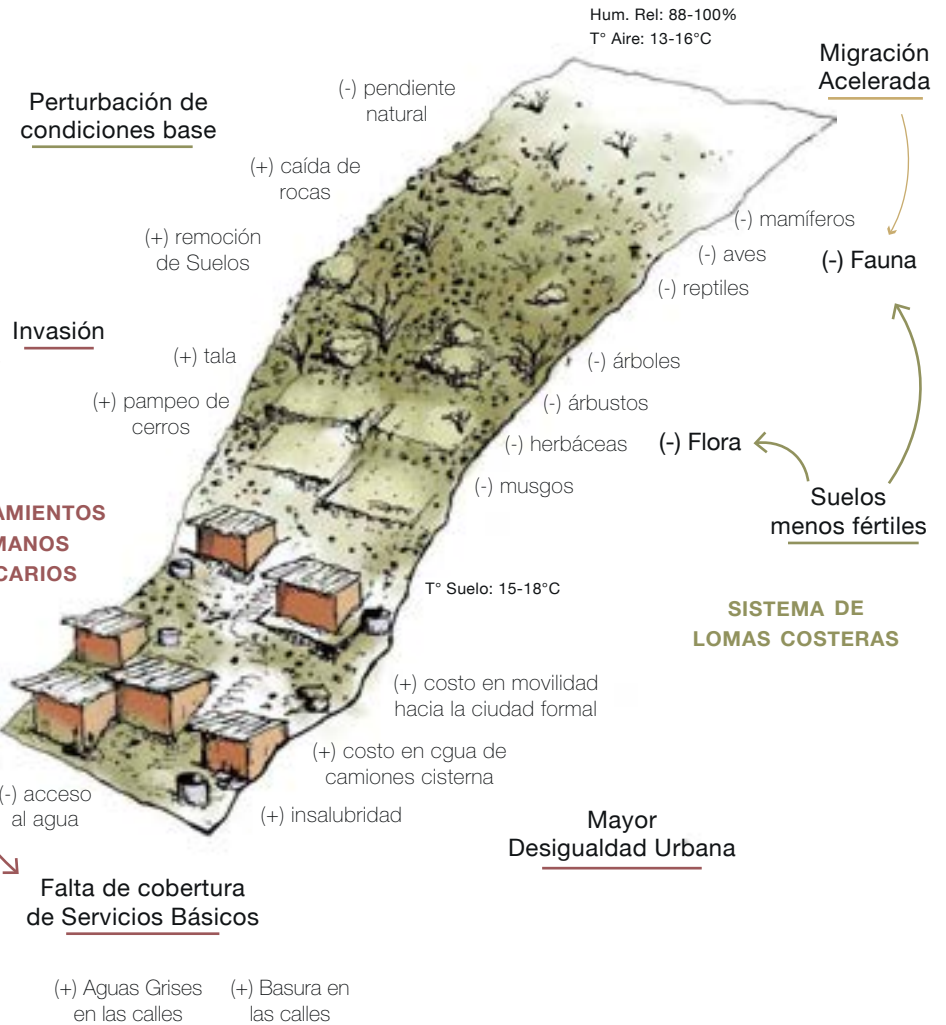 Hum. Rel: 88-100%
T° Aire: 13-16°C
Migración
Acelerada
Perturbación de
condiciones base
(-) pendiente
natural
(+) caída de
rocas
(+) remoción
de Suelos
(-) mamíferos
(-) aves
(-) reptiles
(-) Fauna
Invasión
(+) tala
(+) pampeo de
cerros
(-) árboles
(-) árbustos
(-) herbáceas
(-) musgos
(-) Flora
Suelos
menos fértiles
AMIENTOS
MANOS
CARIOS
T° Suelo: 15-18°C
SISTEMA DE
LOMAS COSTERAS
(+) costo en movilidad
hacia la ciudad formal
(+) costo en cgua de
camiones cisterna
(+) insalubridad
(-) acceso
al agua
Mayor
Desigualdad Urbana
Falta de cobertura
de Servicios Básicos
(+) Aguas Grises
en las calles
(+) Basura en
las calles